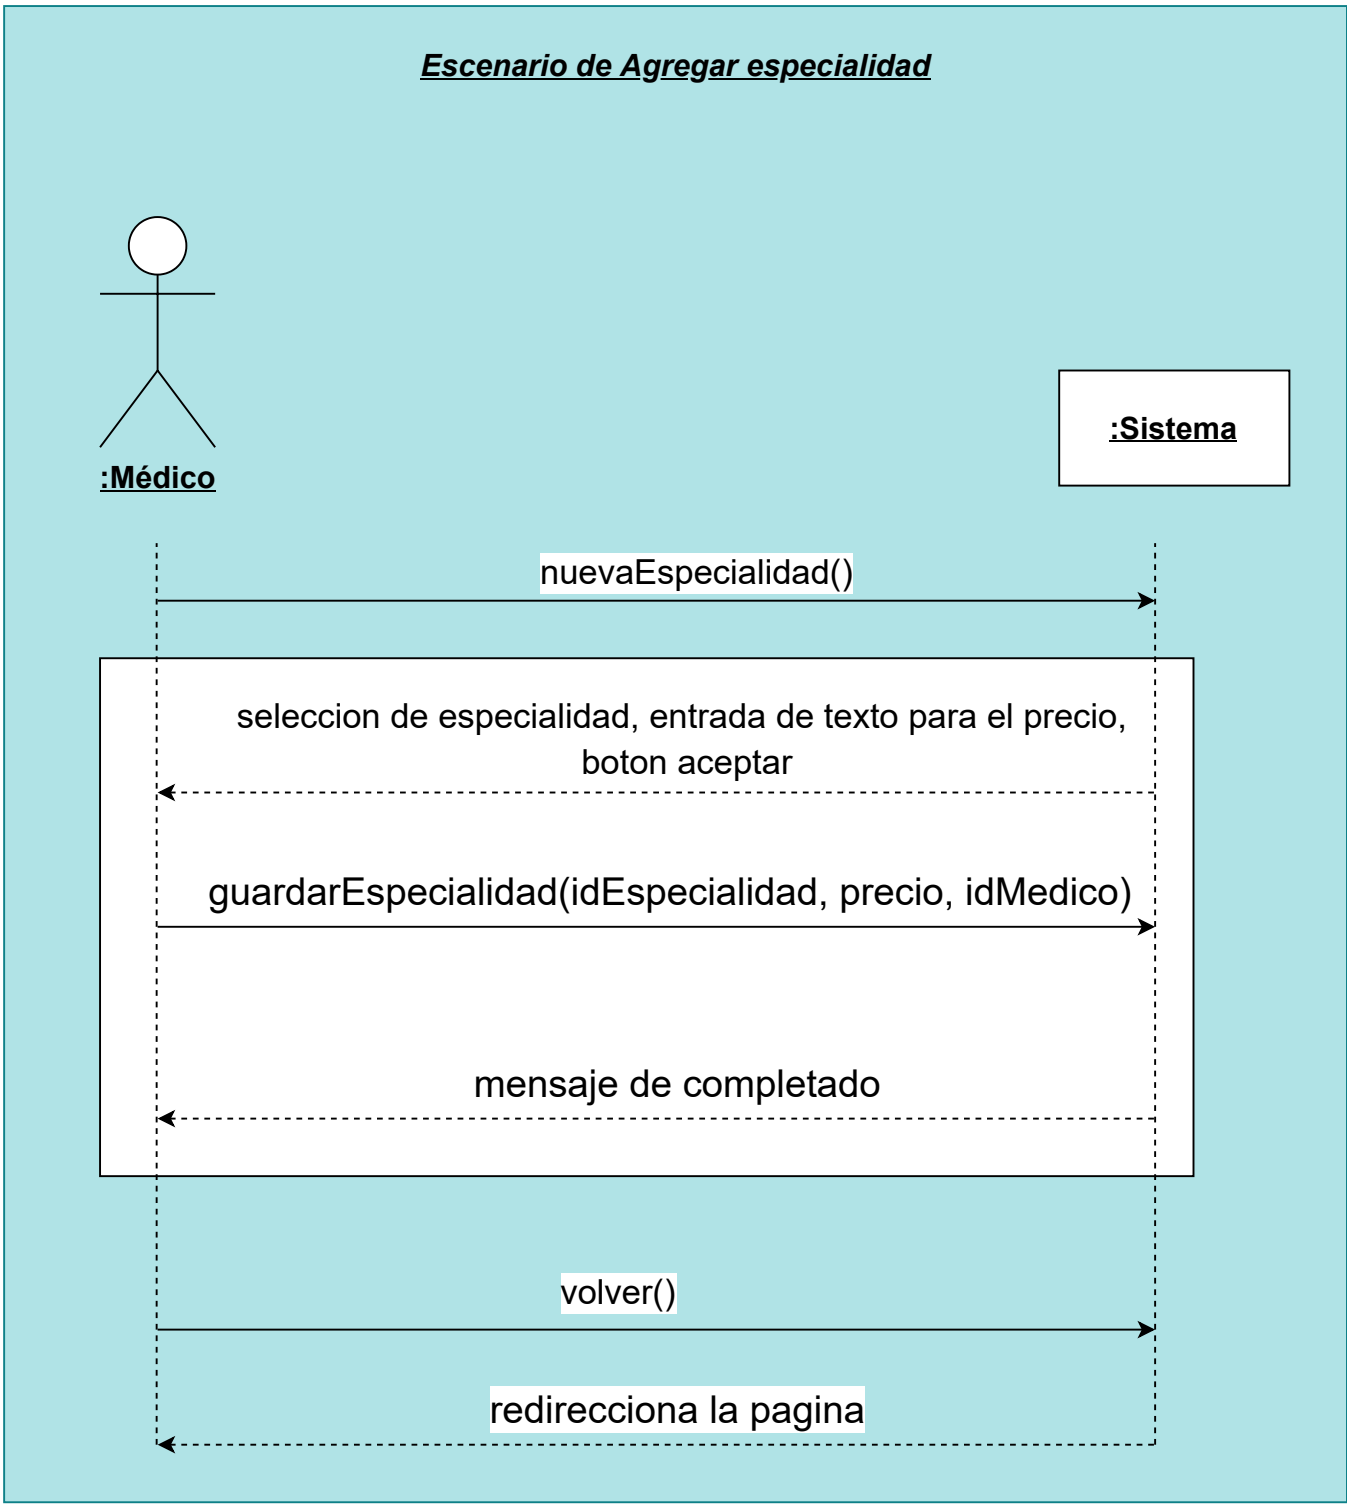 Escenario de Agregar especialidad
:Médico
:Sistema
nuevaEspecialidad()
seleccion de especialidad, entrada de texto para el precio,
boton aceptar
guardarEspecialidad(idEspecialidad, precio, idMedico)
mensaje de completado
volver()
redirecciona la pagina